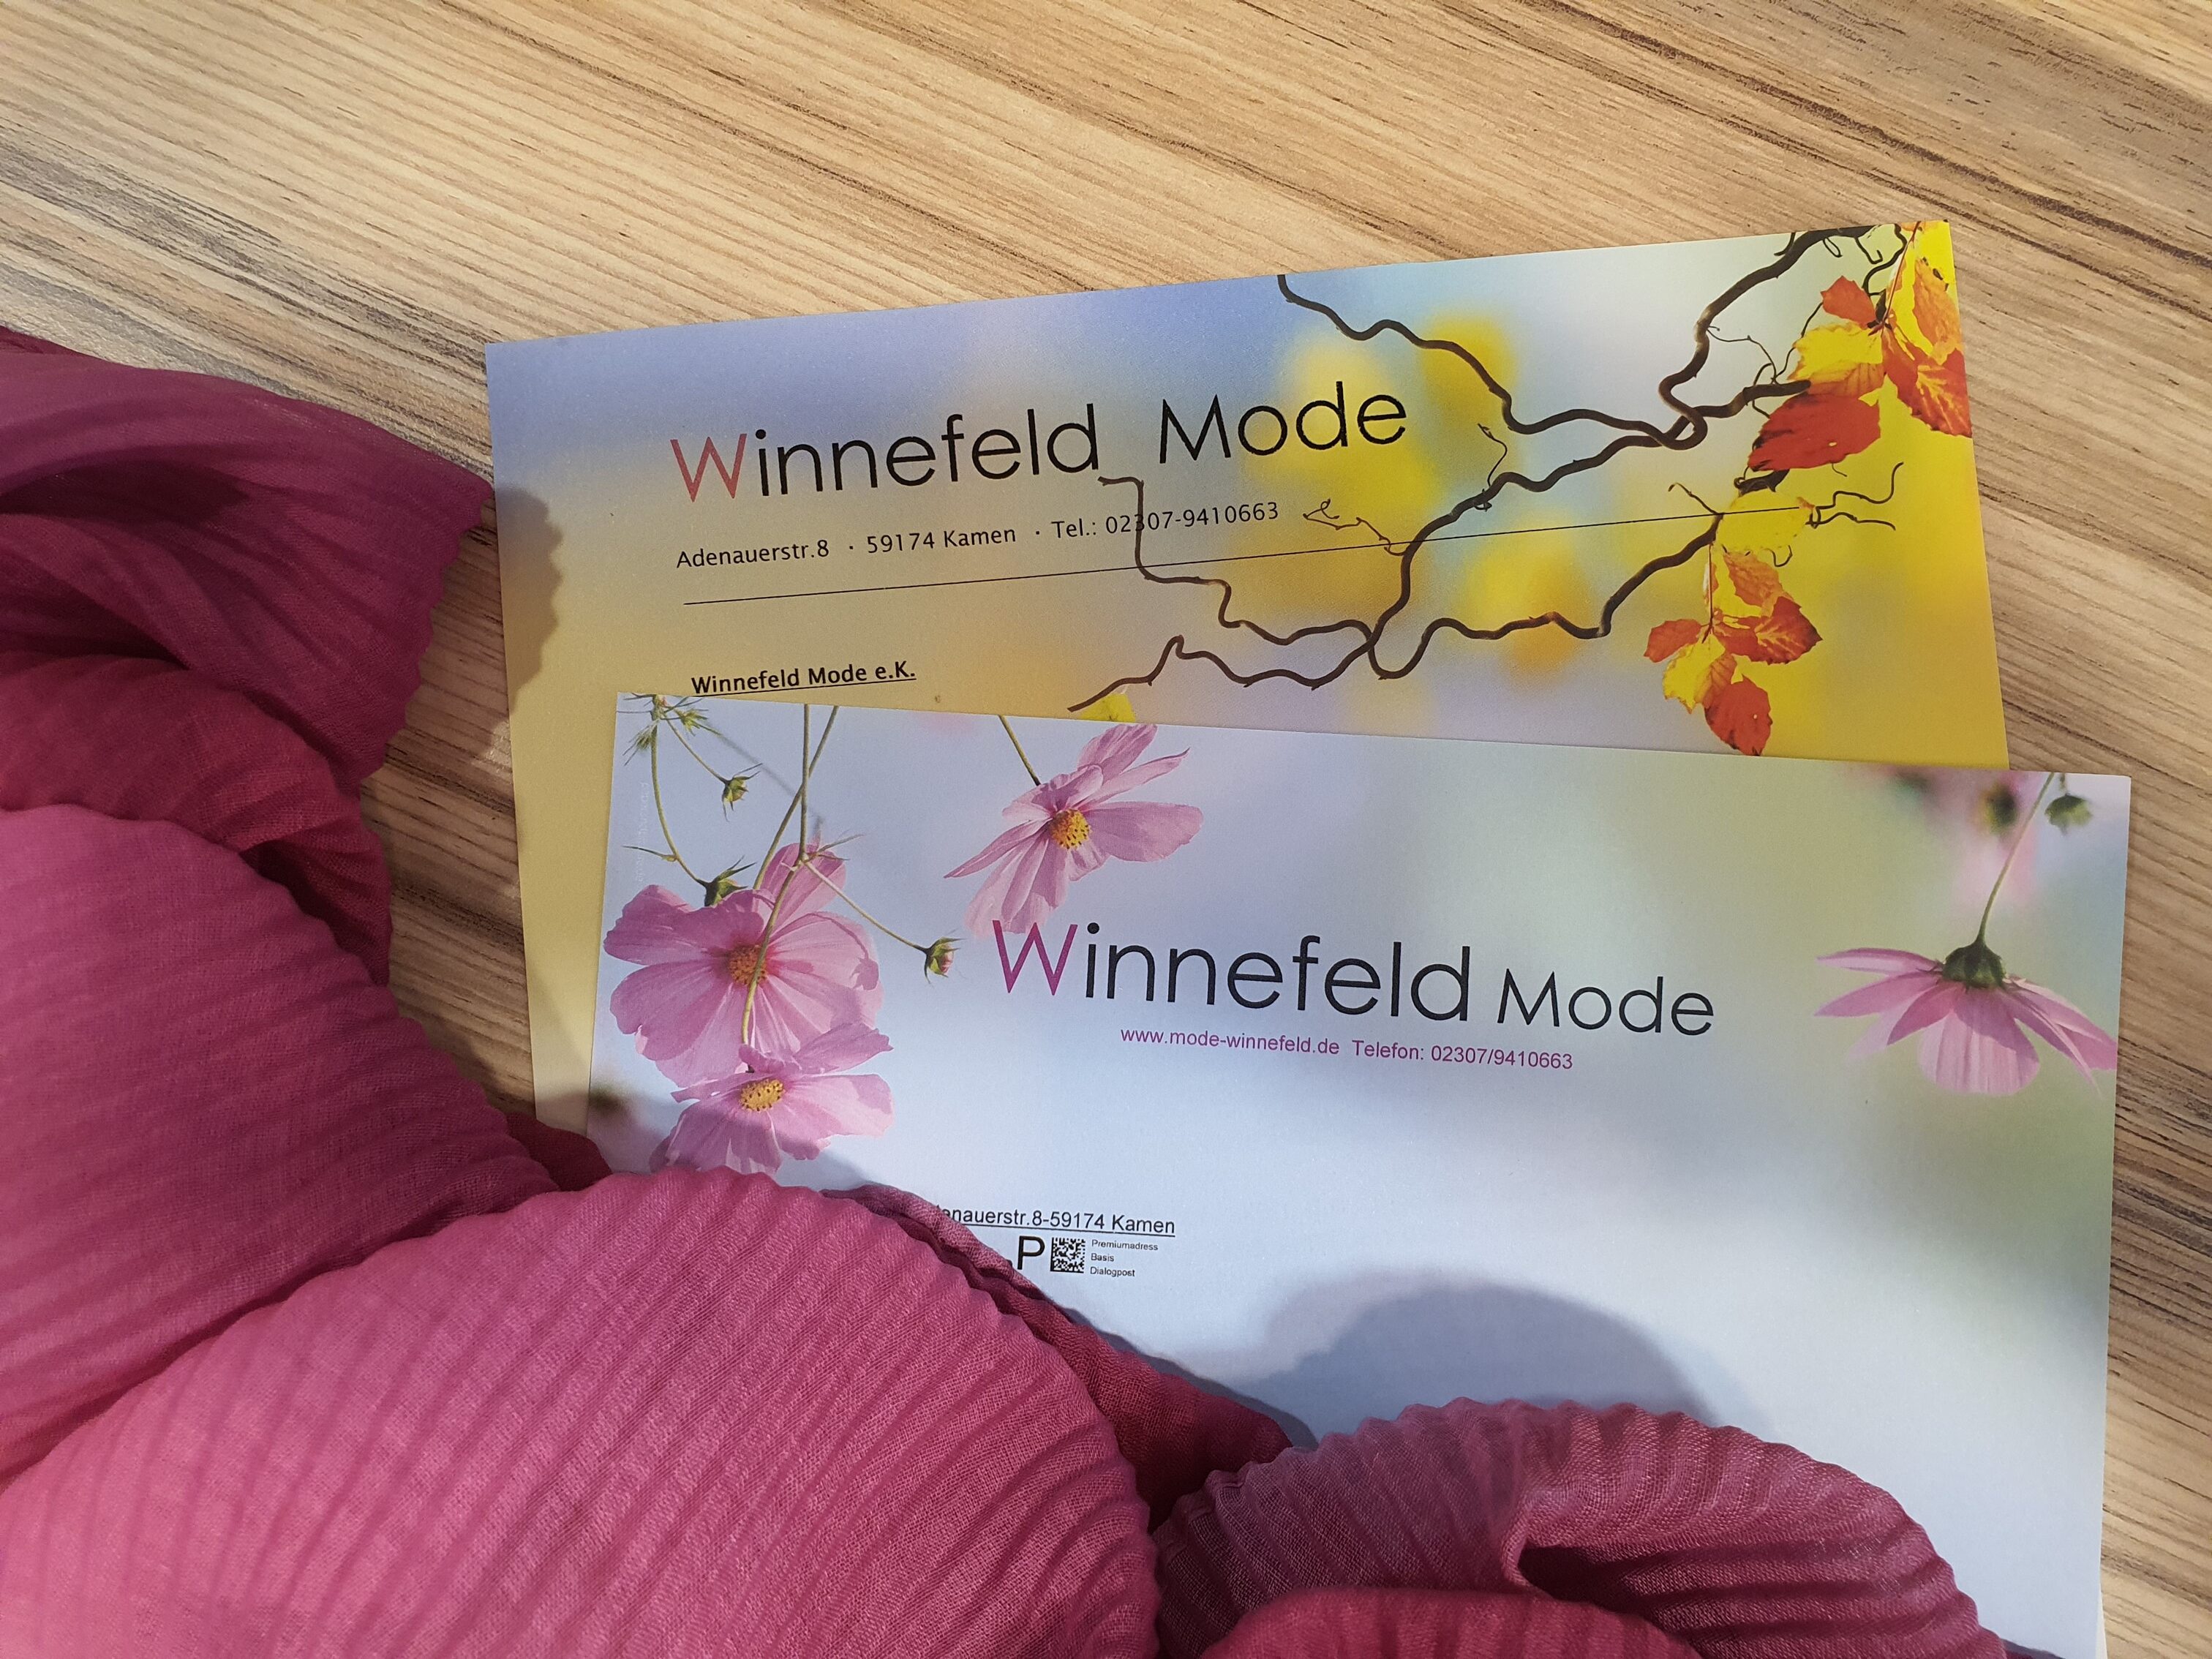 Winnefeld Mode
Adenauerstr.8 · 59174 Kamen · Tel.: 02307-9410663
Winnefeld Mode e.K.
Winnefeld Mode
www.mode-winnefeld.de Telefon: 02307/9410663
enauerstr.8-59174 Kamen
P
Premiumadress
Basis
Dialogpost